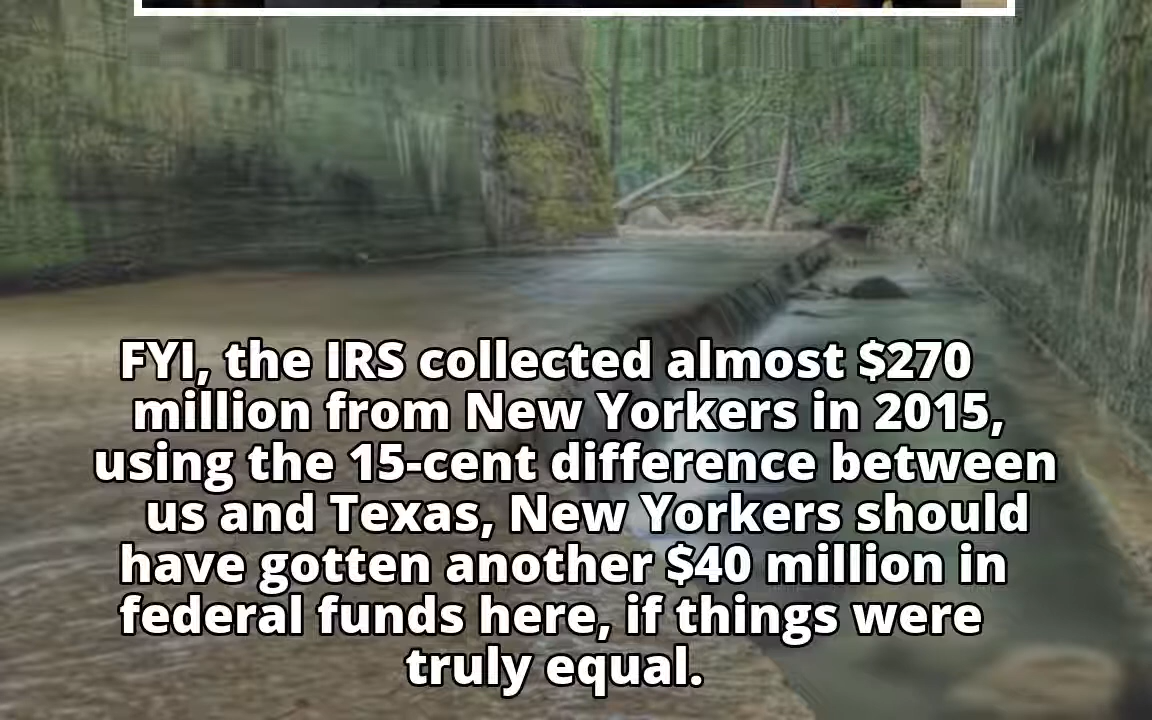 FYI, the IRS collected almost $270
million from New Yorkers in 2015,
using the 15-cent difference between
us and Texas, New Yorkers should
have gotten another $40 million in
federal funds here, if things were
truly equal.